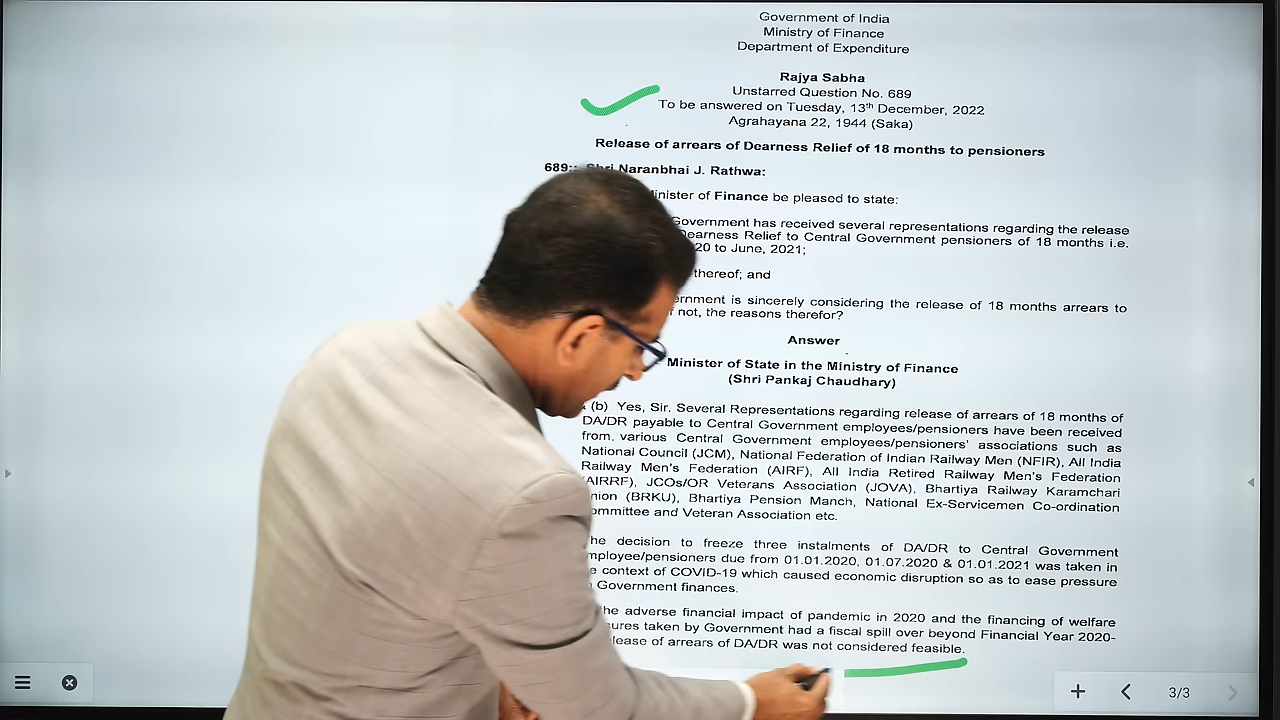 Government of India
Ministry of Finance
Department of Expenditure
Rajya Sabha
Unstarred Question No. 689
To be answered on Tuesday, 13th December, 2022
Agrahayana 22, 1944 (Saka)
Release of arrears of Dearness Relief of 18 months to pensioners
689:: Shri Naranbhai J. Rathwa:
of Finance be pleased to state:
Government has received several representations regarding the release
Dearness Relief to Central Government pensioners of 18 months i.e.
20 to June, 2021;
thereof; and
is sincerely considering the release of 18 months arrears to
not, the reasons therefor?
Answer
Minister of State in the Ministry of Finance
(Shri Pankaj Chaudhary)
(b) Yes, Sir. Several Representations regarding release of arrears of 18 months of
DA/DR payable to Central Government employees/pensioners have been received
from various Central Government employees/pensioners' associations such as
National Council (JCM), National Federation of Indian Railway Men (NFIR), All India
Railway Men's Federation (AIRF), All India Retired Railway Men's Federation
(AIRRF), JCOs/OR Veterans Association (JOVA), Bhartiya Railway Karamchari
(BRKU), Bhartiya Pension Manch, National Ex-Servicemen Co-ordination
and Veteran Association etc.
decision to freeze three instalments of DA/DR to Central Government
due from 01.01.2020, 01.07.2020 & 01.01.2021 was taken in
context of COVID-19 which caused economic disruption so as to ease pressure
Government finances.
adverse financial impact of pandemic in 2020 and the financing of welfare
taken by Government had a fiscal spill over beyond Financial Year 2020-
of arrears of DA/DR was not considered feasible.
3/3